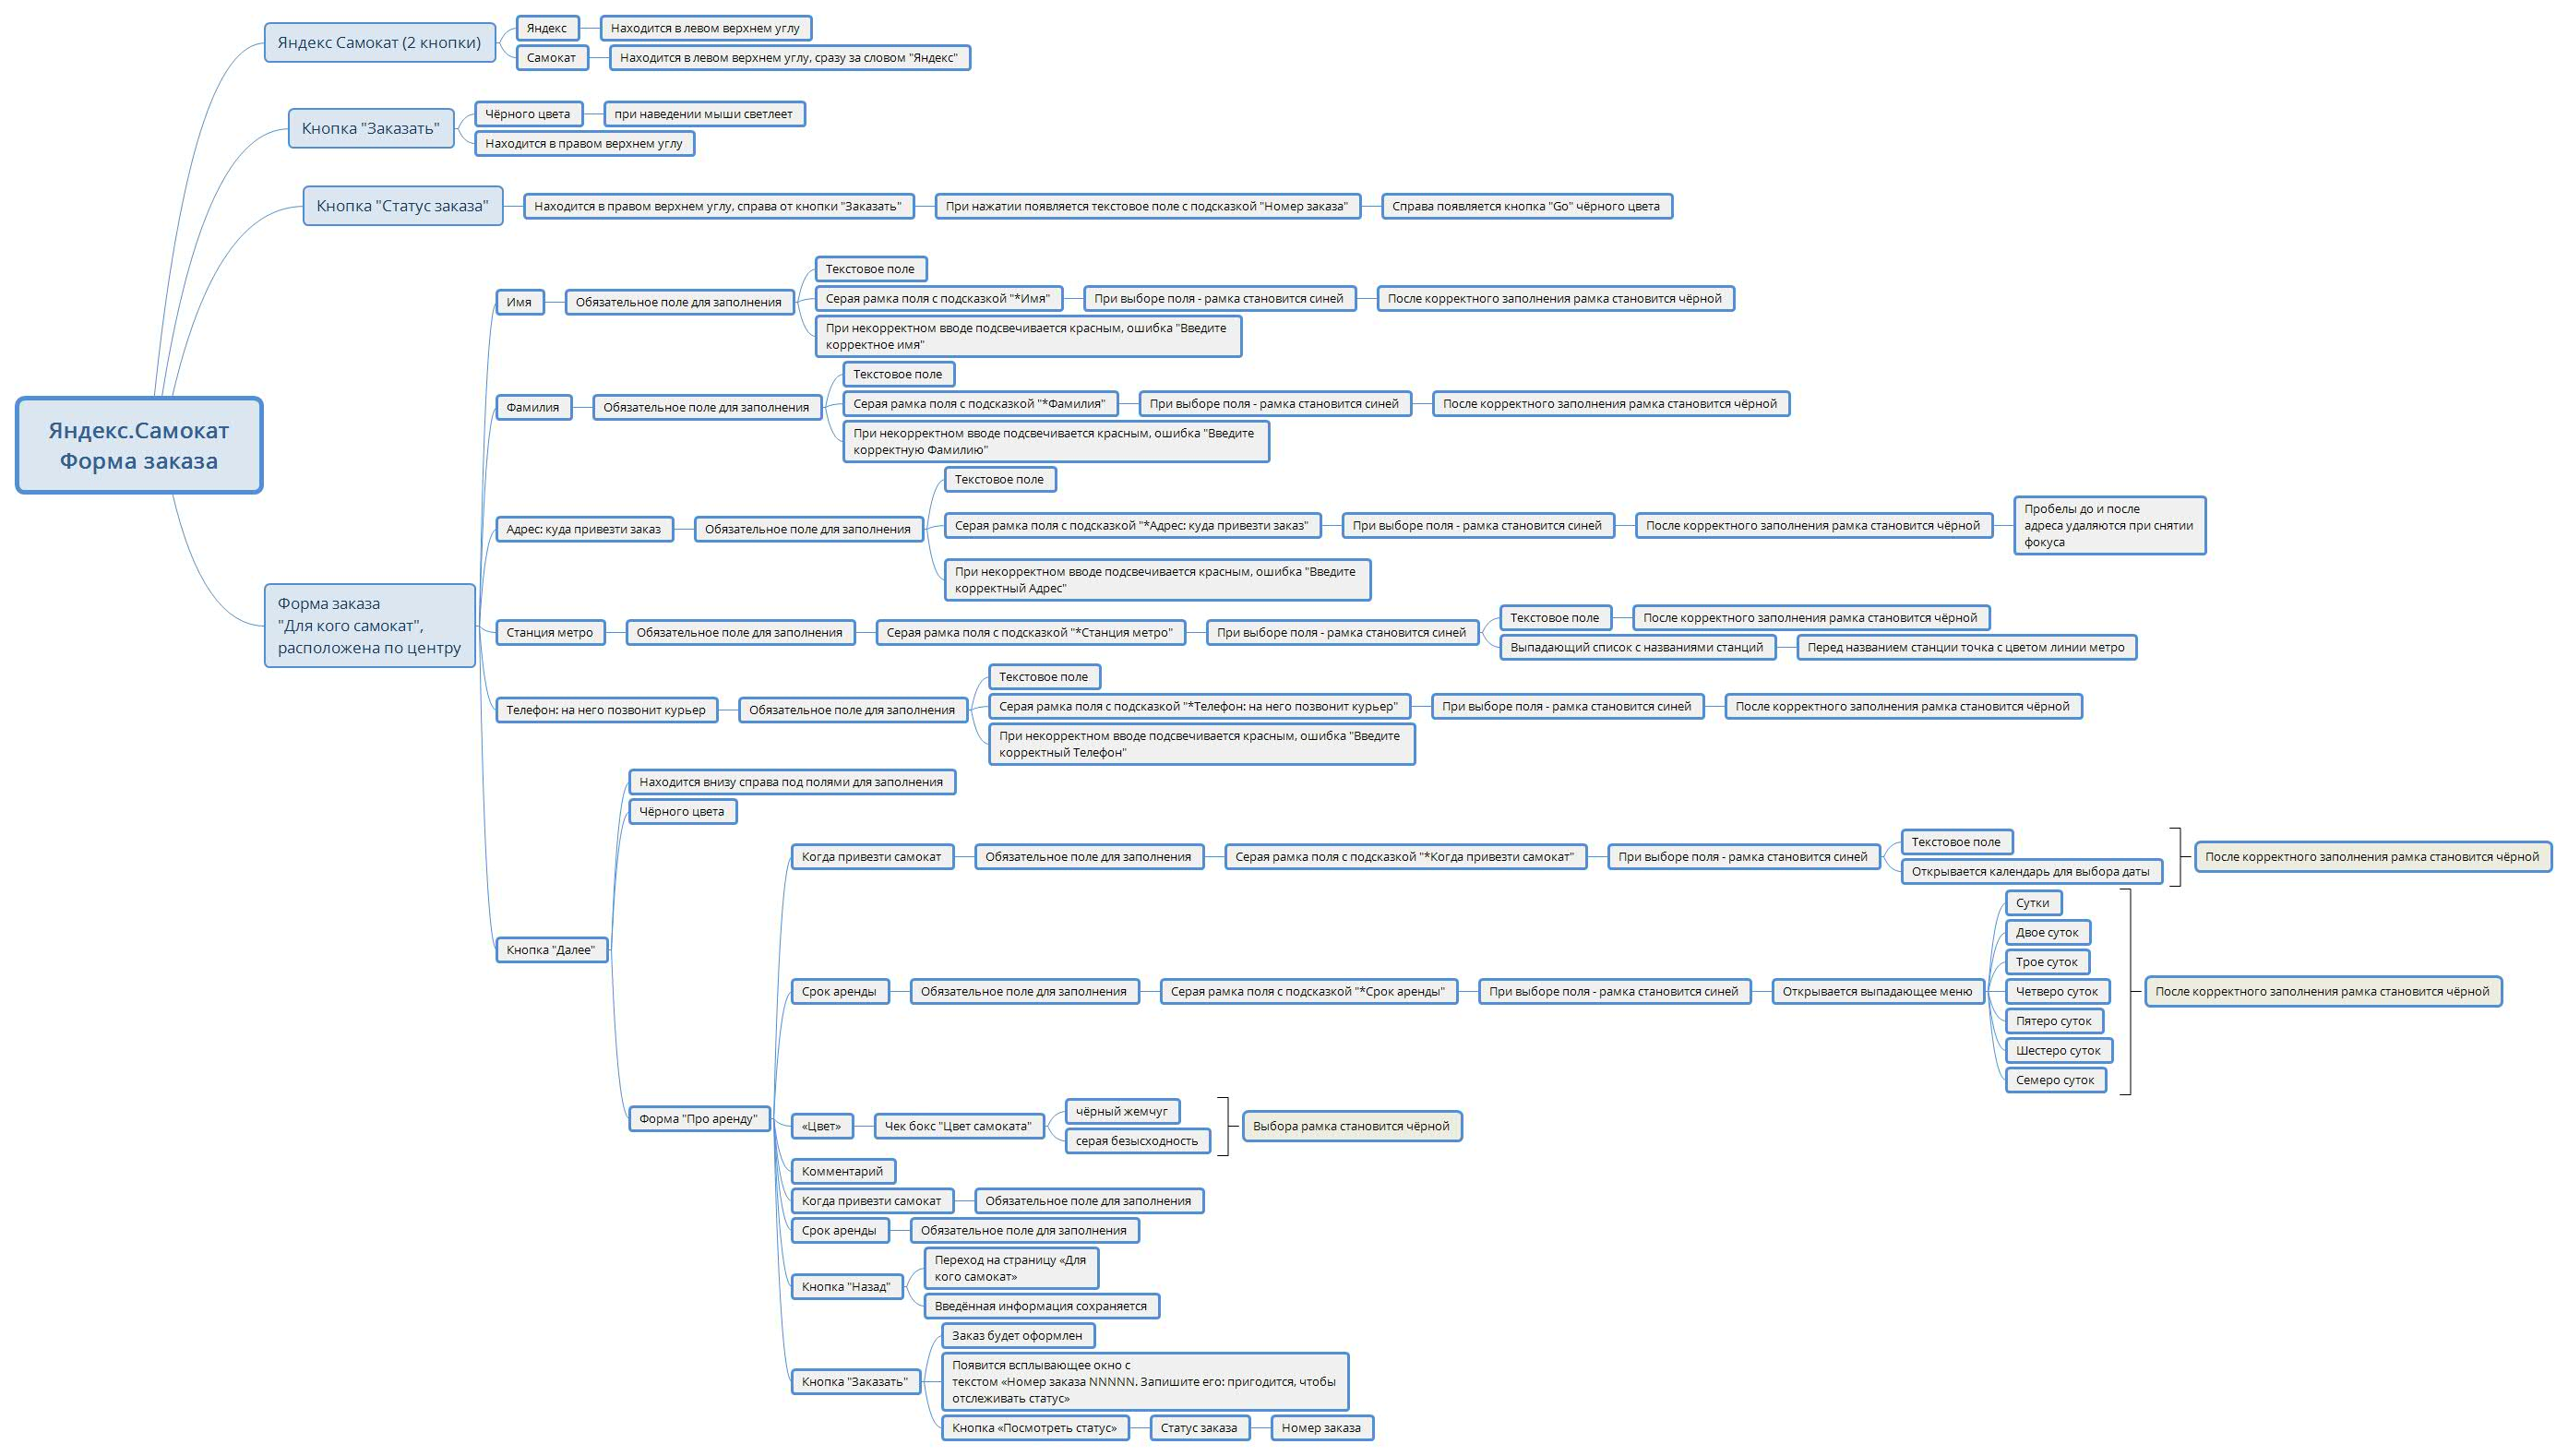 Яндекс.Самокат
Форма заказа
Яндекс Самокат (2 кнопки)
Яндекс
Находится в левом верхнем углу
Самокат
Находится в левом верхнем углу, сразу за словом "Яндекс"
Кнопка "Заказать"
Чёрного цвета
при наведении мыши светлеет
Находится в правом верхнем углу
Кнопка "Статус заказа"
Находится в правом верхнем углу, справа от кнопки "Заказать"
При нажатии появляется текстовое поле с подсказкой "Номер заказа"
Справа появляется кнопка "Go" чёрного цвета
Форма заказа
"Для кого самокат",
расположена по центру
Имя
Обязательное поле для заполнения
Текстовое поле
Серая рамка поля с подсказкой "*Имя"
При выборе поля - рамка становится синей
После корректного заполнения рамка становится чёрной
При некорректном вводе подсвечивается красным, ошибка "Введите
корректное имя"
Фамилия
Обязательное поле для заполнения
Текстовое поле
Серая рамка поля с подсказкой "*Фамилия"
При выборе поля - рамка становится синей
После корректного заполнения рамка становится чёрной
При некорректном вводе подсвечивается красным, ошибка "Введите
корректную Фамилию"
Адрес: куда привезти заказ
Обязательное поле для заполнения
Текстовое поле
Серая рамка поля с подсказкой "*Адрес: куда привезти заказ"
При выборе поля - рамка становится синей
После корректного заполнения рамка становится чёрной
Пробелы до и после
адреса удаляются при снятии
фокуса
При некорректном вводе подсвечивается красным, ошибка "Введите
корректный Адрес"
Станция метро
Обязательное поле для заполнения
Серая рамка поля с подсказкой "*Станция метро"
При выборе поля - рамка становится синей
Текстовое поле
После корректного заполнения рамка становится чёрной
Выпадающий список с названиями станций
Перед названием станции точка с цветом линии метро
Телефон: на него позвонит курьер
Обязательное поле для заполнения
Текстовое поле
Серая рамка поля с подсказкой "*Телефон: на него позвонит курьер"
При выборе поля - рамка становится синей
После корректного заполнения рамка становится чёрной
При некорректном вводе подсвечивается красным, ошибка "Введите
корректный Телефон"
Кнопка "Далее"
Находится внизу справа под полями для заполнения
Чёрного цвета
Форма "Про аренду"
Когда привезти самокат
Обязательное поле для заполнения
Серая рамка поля с подсказкой "*Когда привезти самокат"
При выборе поля - рамка становится синей
Текстовое поле
Открывается календарь для выбора даты
После корректного заполнения рамка становится чёрной
Срок аренды
Обязательное поле для заполнения
Серая рамка поля с подсказкой "*Срок аренды"
При выборе поля - рамка становится синей
Открывается выпадающее меню
Сутки
Двое суток
Трое суток
Четверо суток
Пятеро суток
Шестеро суток
Семеро суток
После корректного заполнения рамка становится чёрной
«Цвет»
Чек бокс "Цвет самоката"
чёрный жемчуг
серая безысходность
Выбора рамка становится чёрной
Комментарий
Когда привезти самокат
Обязательное поле для заполнения
Срок аренды
Обязательное поле для заполнения
Кнопка "Назад"
Переход на страницу «Для
кого самокат»
Введённая информация сохраняется
Кнопка "Заказать"
Заказ будет оформлен
Появится всплывающее окно с
текстом «Номер заказа NNNNN. Запишите его: пригодится, чтобы
отслеживать статус»
Кнопка «Посмотреть статус»
Статус заказа
Номер заказа